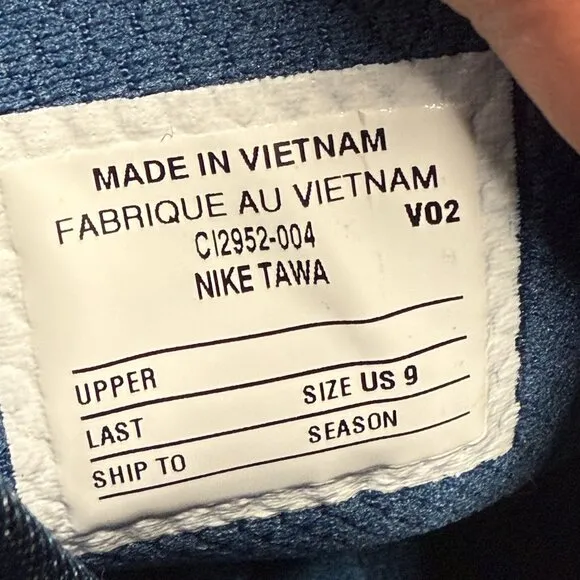 MADE IN VIETNAM
FABRIQUE AU VIETNAM
CI2952-004 V02
NIKE TAWA
UPPER
LAST SIZE US 9
SHIP TO SEASON